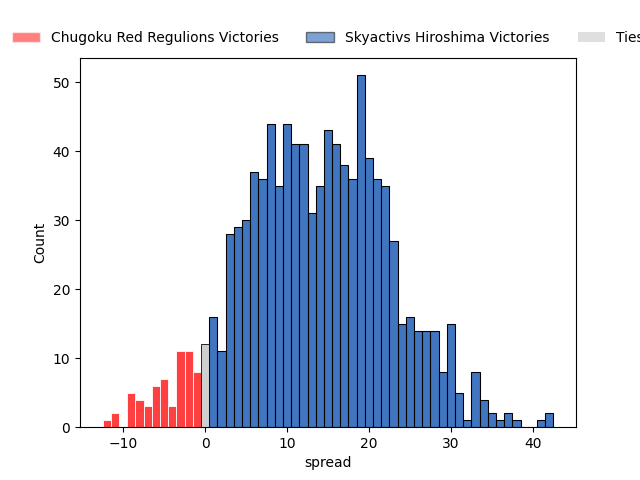 Chugoku Red Regulions Victories Skyactivs Hiroshima Victories Ties
50
40
30
20
10
0
Count
−10 0 10 20 30 40
spread